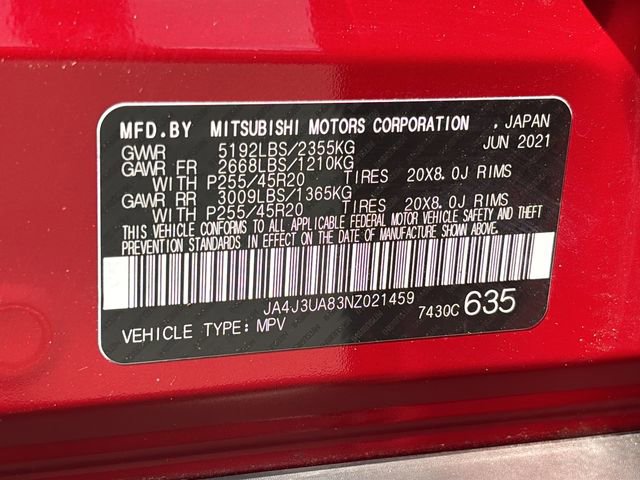 MFD.BY MITSUBISHI MOTORS CORPORATION , JAPAN
GVWR 5192LBS/2355KG JUN 2021
GAWR FR 2668LBS/1210KG
WITH P255/45R20 TIRES 20X8.0J RIMS
GAWR RR 3009LBS/1365KG
WITH P255/45R20 TIRES 20X8.0J RIMS
THIS VEHICLE CONFORMS TO ALL APPLICABLE FEDERAL MOTOR VEHICLE SAFETY AND THEFT
PREVENTION STANDARDS IN EFFECT ON THE DATE OF MANUFACTURE SHOWN ABOVE.
JA4J3UA83NZ021459
VEHICLE TYPE:MPV 7430C 635